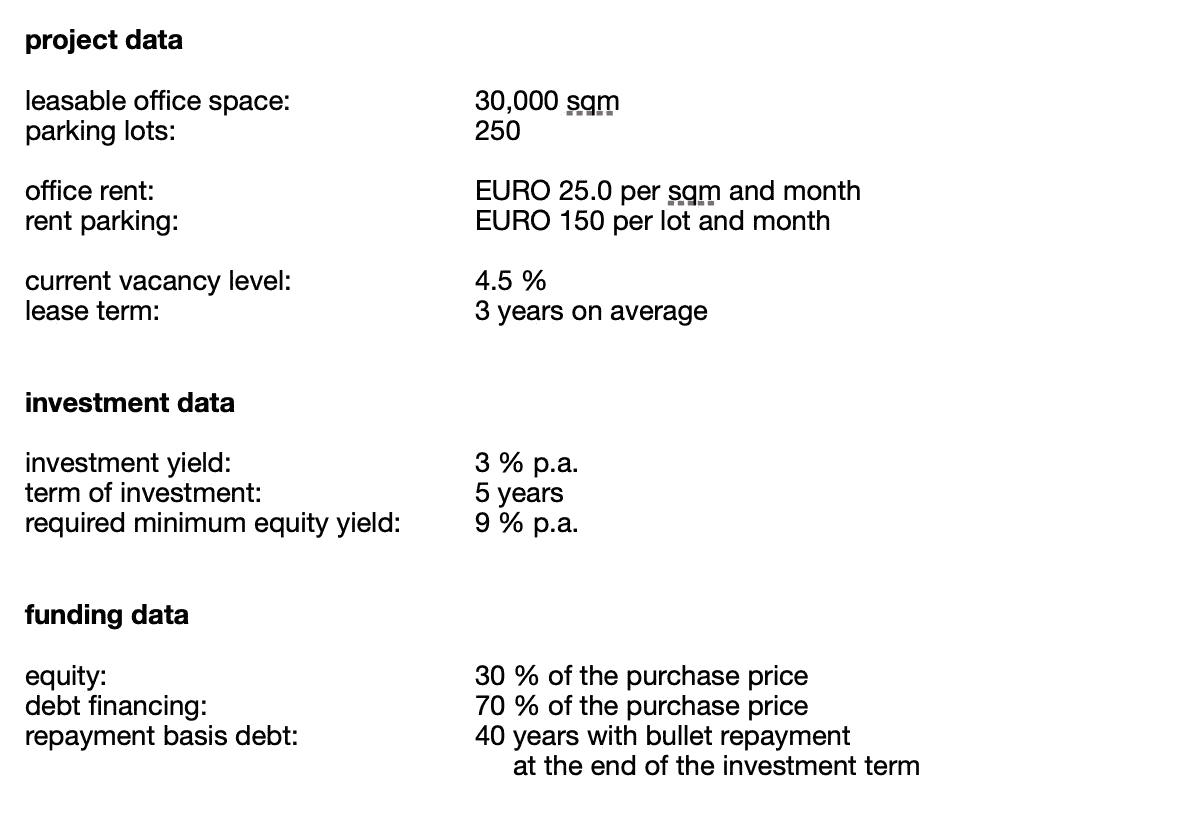 project data
leasable office space: 30,000 sqm
parking lots: 250
office rent: EURO 25.0 per sqm and month
rent parking: EURO 150 per lot and month
current vacancy level: 4.5 %
lease term: 3 years on average
investment data
investment yield: 3 % p.a.
term of investment: 5 years
required minimum equity yield: 9 % p.a.
funding data
equity: 30 % of the purchase price
debt financing: 70 % of the purchase price
repayment basis debt: 40 years with bullet repayment
at the end of the investment term